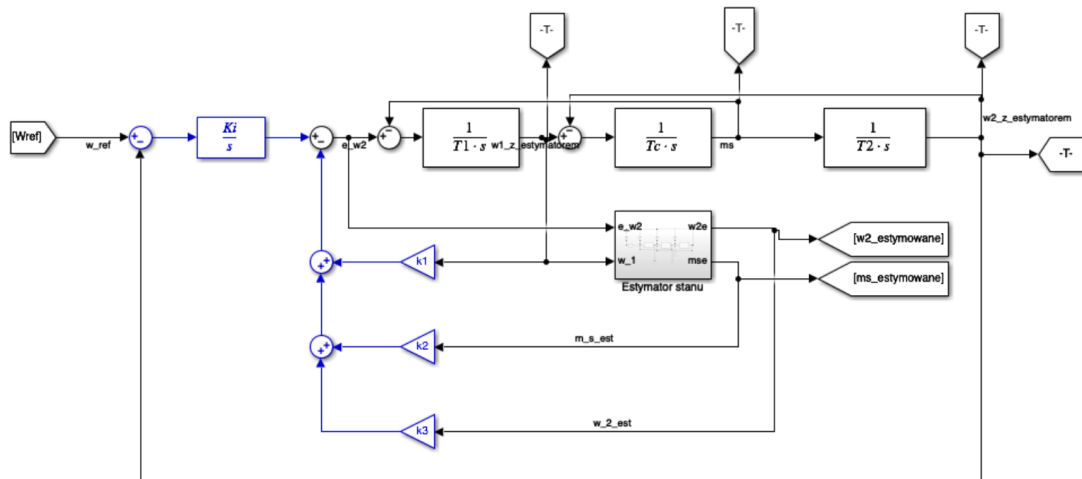 -T-
-T-
-T-
[Wref]
w_ref
Ki
s
e_w2
1
T1 · s
w1_z_estymatorem
1
Tc · s
ms
1
T2 · s
w2_z_estymatorem
-T-
e_w2
w2e
w_1
mse
Estymator stanu
[w2_estymowane]
[ms_estymowane]
k1
m_s_est
k2
w_2_est
k3